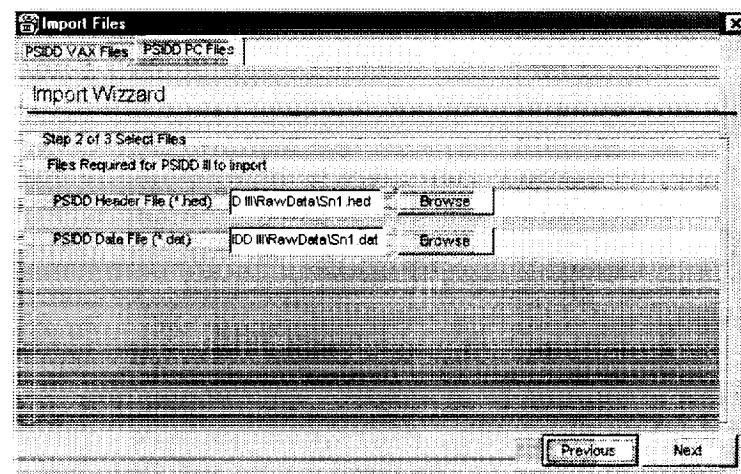 Import Files
PSIDD VAX Files PSIDD PC Files
Import Wizzard
Step 2 of 3 Select Files
Files Required for PSIDD III to import
PSIDD Header File (*.hed) D III\RawData\Sn1.hed Browse
PSIDD Data File (*.dat) IDD III\RawData\Sn1.dat Browse
Previous Next